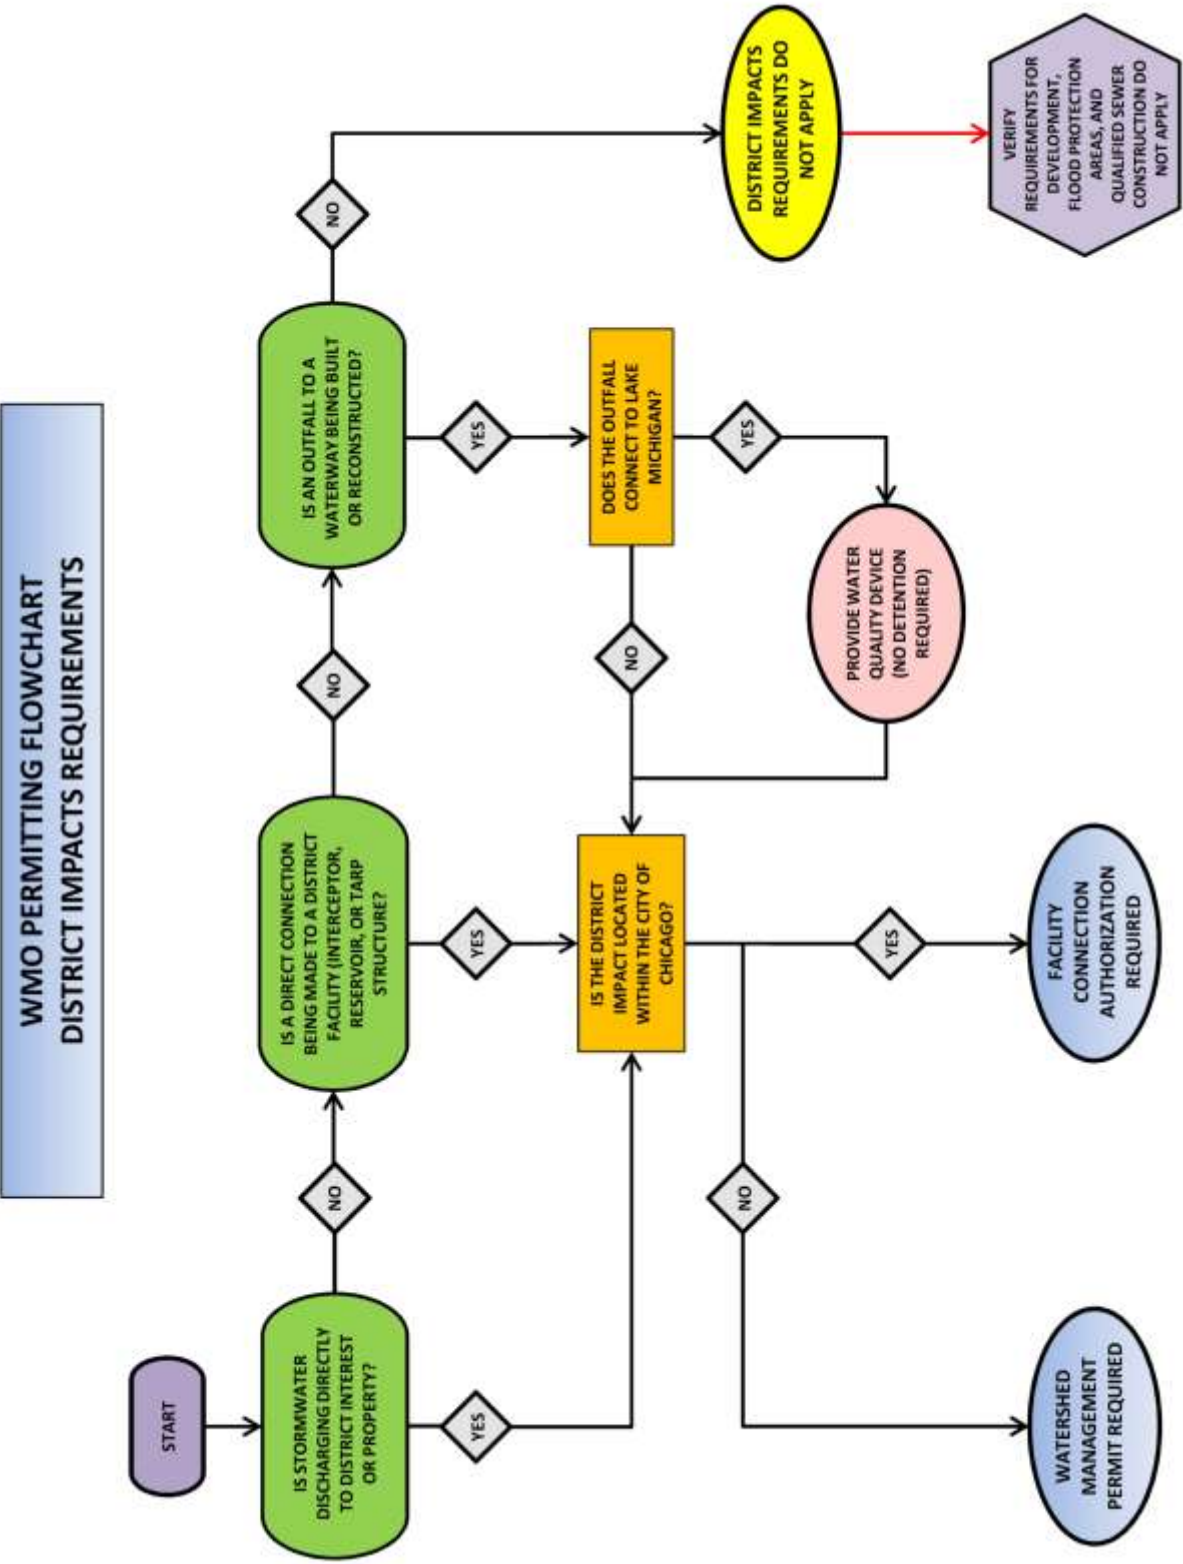 WMO PERMITTING FLOWCHART
DISTRICT IMPACTS REQUIREMENTS
START
IS STORMWATER
DISCHARGING DIRECTLY
TO DISTRICT INTEREST
OR PROPERTY?
NO
IS A DIRECT CONNECTION
BEING MADE TO A DISTRICT
FACILITY (INTERCEPTOR,
RESERVOIR, OR TARP
STRUCTURE?
NO
IS AN OUTFALL TO A
WATERWAY BEING BUILT
OR RECONSTRUCTED?
NO
YES
YES
YES
IS THE DISTRICT
IMPACT LOCATED
WITHIN THE CITY OF
CHICAGO?
NO
DOES THE OUTFALL
CONNECT TO LAKE
MICHIGAN?
YES
PROVIDE WATER
QUALITY DEVICE
(NO DETENTION
REQUIRED)
DISTRICT IMPACTS
REQUIREMENTS DO
NOT APPLY
NO
YES
WATERSHED
MANAGEMENT
PERMIT REQUIRED
FACILITY
CONNECTION
AUTHORIZATION
REQUIRED
VERIFY
REQUIREMENTS FOR
DEVELOPMENT,
FLOOD PROTECTION
AREAS, AND
QUALIFIED SEWER
CONSTRUCTION DO
NOT APPLY